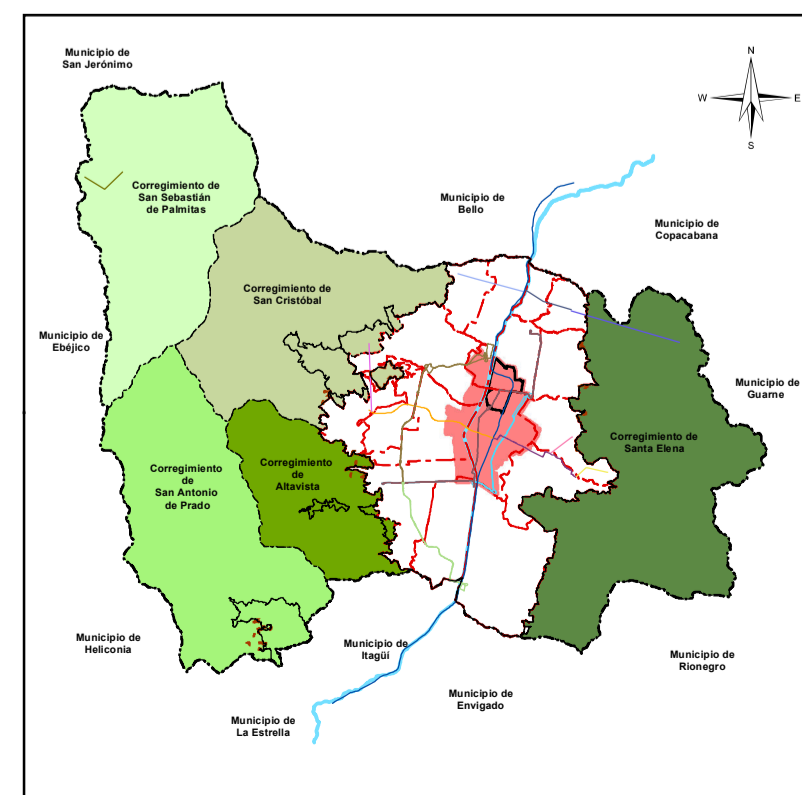 Municipio de
San Jerónimo
N
W
E
S
Corregimiento de
San Sebastián
de Palmitas
Municipio de
Bello
Municipio de
Copacabana
Corregimiento de
San Cristóbal
Municipio de
Ebéjico
Municipio de
Guarne
Corregimiento de
Santa Elena
Corregimiento
de
San Antonio
de Prado
Corregimiento
de
Altavista
Municipio de
Heliconia
Municipio de
Itagüí
Municipio de
Rionegro
Municipio de
Envigado
Municipio de
La Estrella